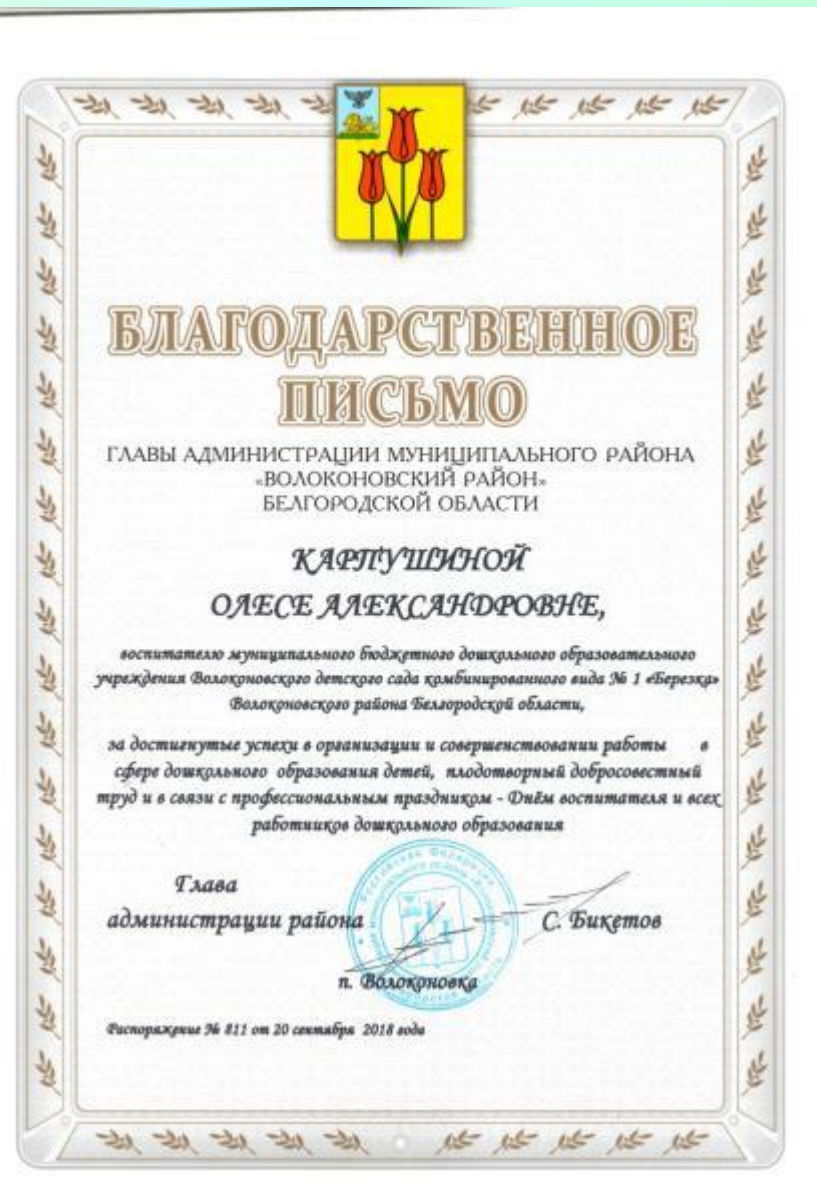 БЛАГОДАРСТВЕННОЕ
ПИСЬМО
ГЛАВЫ АДМИНИСТРАЦИИ МУНИЦИПАЛЬНОГО РАЙОНА
«ВОЛОКОНОВСКИЙ РАЙОН»
БЕЛГОРОДСКОЙ ОБЛАСТИ
КАРПУШИНОЙ
ОЛЕСЕ АЛЕКСАНДРОВНЕ,
воспитателю муниципального бюджетного дошкольного образовательного
учреждения Волоконовского детского сада комбинированного вида № 1 «Березка»
Волоконовского района Белгородской области,
за достигнутые успехи в организации и совершенствовании работы в
сфере дошкольного образования детей, плодотворный добросовестный
труд и в связи с профессиональным праздником - Днём воспитателя и всех
работников дошкольного образования
Глава
администрации района С. Бикетов
п. Волоконовка
Российская Федерация
Распоряжение № 811 от 20 сентября 2018 года